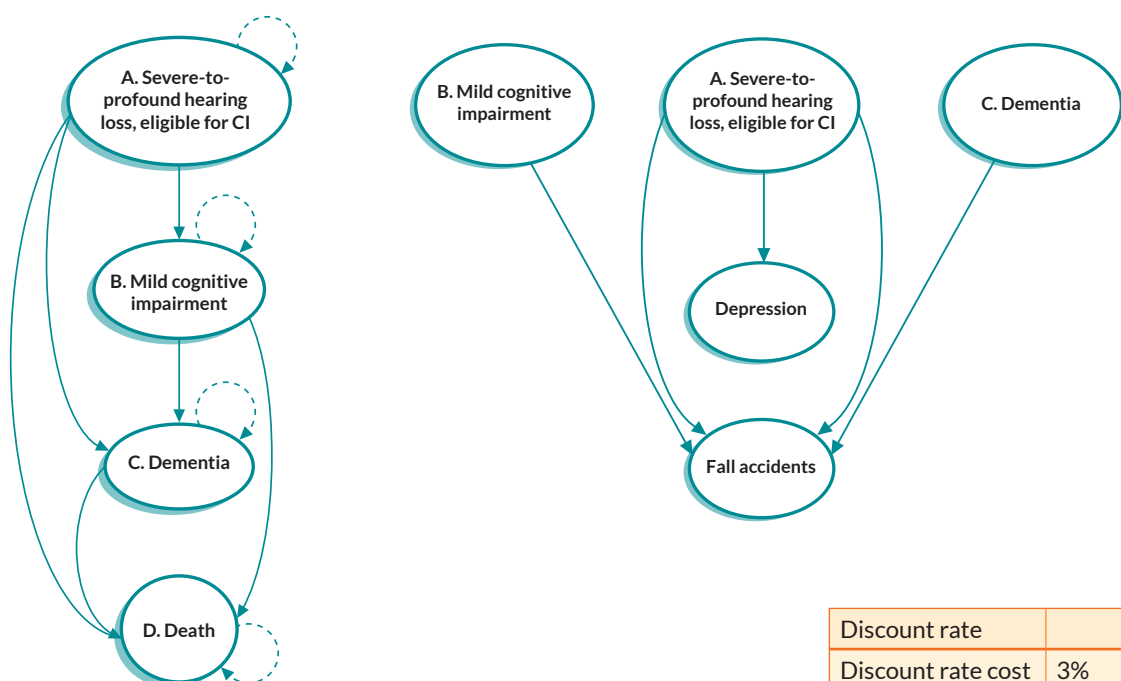 A. Severe-to-
profound hearing
loss, eligible for CI
B. Mild cognitive
impairment
C. Dementia
D. Death
B. Mild cognitive
impairment
A. Severe-to-
profound hearing
loss, eligible for CI
C. Dementia
Depression
Fall accidents
Discount rate
Discount rate cost 3%